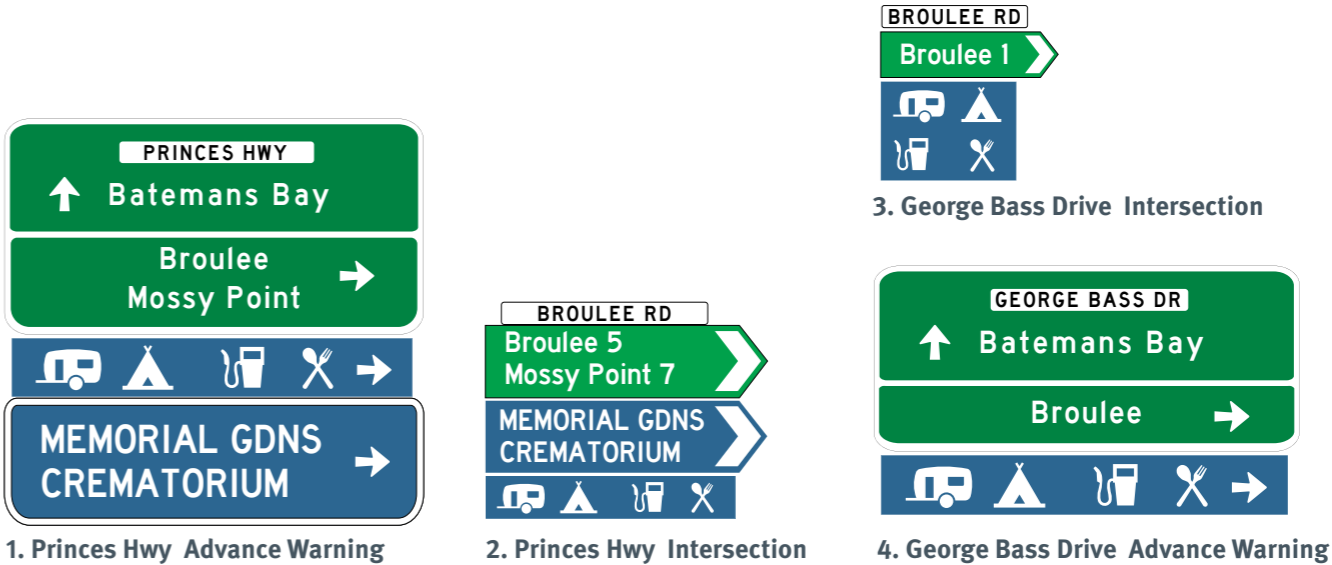 PRINCES HWY
Batemans Bay
Broulee
Mossy Point
MEMORIAL GDNS
CREMATORIUM
1. Princes Hwy Advance Warning
BROULEE RD
Broulee 5
Mossy Point 7
MEMORIAL GDNS
CREMATORIUM
2. Princes Hwy Intersection
BROULEE RD
Broulee 1
3. George Bass Drive Intersection
GEORGE BASS DR
Batemans Bay
Broulee
4. George Bass Drive Advance Warning